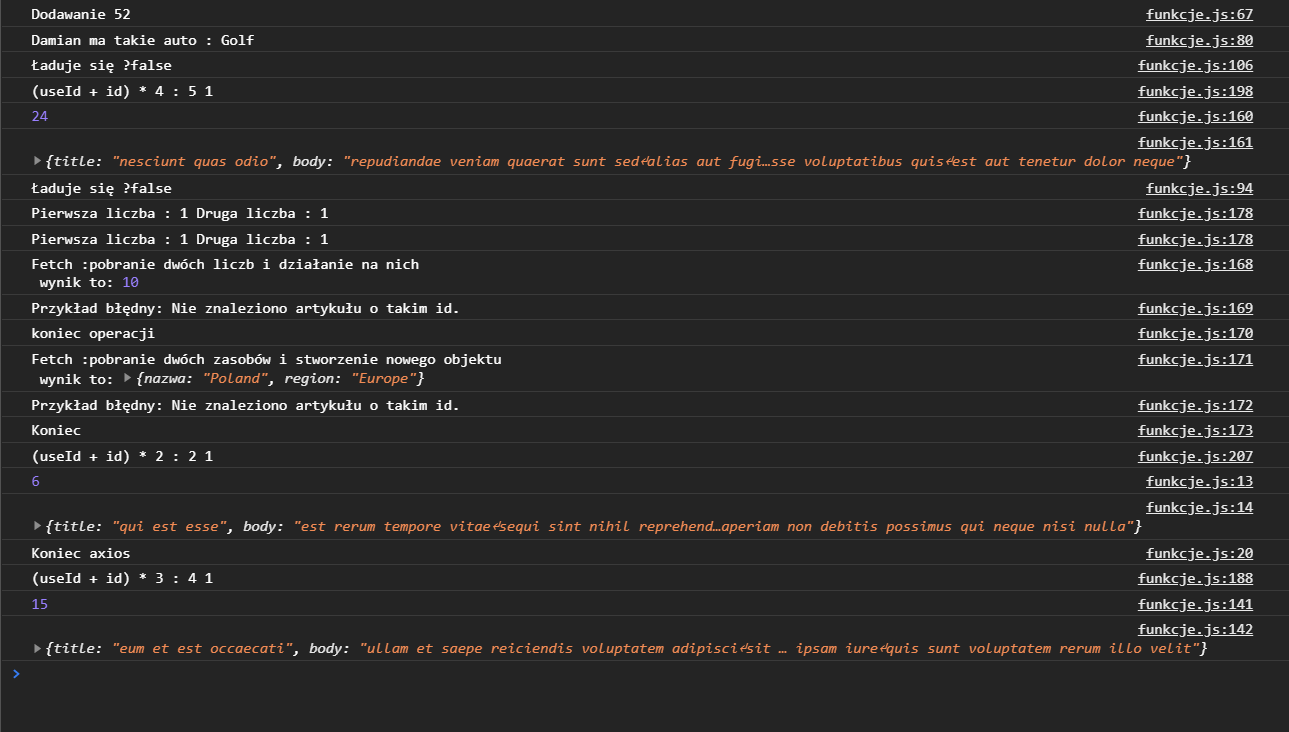 Dodawanie 52 funkcje.js:67
Damian ma takie auto : Golf funkcje.js:80
Ładuje się ?false funkcje.js:106
(useId + id) * 4 : 5 1 funkcje.js:198
24 funkcje.js:160
funkcje.js:161
▶{title: "nesciunt quas odio", body: "repudiandae veniam quaerat sunt sed↵alias aut fugi…sse voluptatibus quis↵est aut tenetur dolor neque"}
Ładuje się ?false funkcje.js:94
Pierwsza liczba : 1 Druga liczba : 1 funkcje.js:178
Pierwsza liczba : 1 Druga liczba : 1 funkcje.js:178
Fetch :pobranie dwóch liczb i działanie na nich funkcje.js:168
wynik to: 10
Przykład błędny: Nie znaleziono artykułu o takim id. funkcje.js:169
koniec operacji funkcje.js:170
Fetch :pobranie dwóch zasobów i stworzenie nowego objektu funkcje.js:171
wynik to: ▶{nazwa: "Poland", region: "Europe"}
Przykład błędny: Nie znaleziono artykułu o takim id. funkcje.js:172
Koniec funkcje.js:173
(useId + id) * 2 : 2 1 funkcje.js:207
6 funkcje.js:13
funkcje.js:14
▶{title: "qui est esse", body: "est rerum tempore vitae↵sequi sint nihil reprehend…aperiam non debitis possimus qui neque nisi nulla"}
Koniec axios funkcje.js:20
(useId + id) * 3 : 4 1 funkcje.js:188
15 funkcje.js:141
funkcje.js:142
▶{title: "eum et est occaecati", body: "ullam et saepe reiciendis voluptatem adipisci↵sit … ipsam iure↵quis sunt voluptatem rerum illo velit"}
>